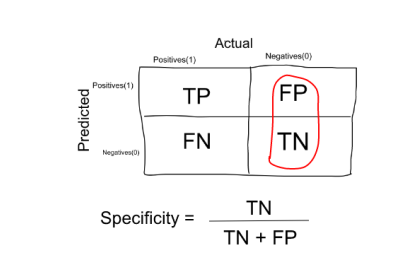 Actual
Positives(1) Negatives(0)
Predicted
Positives(1) TP FP
Negatives(0) FN TN
Specificity = TN
TN + FP